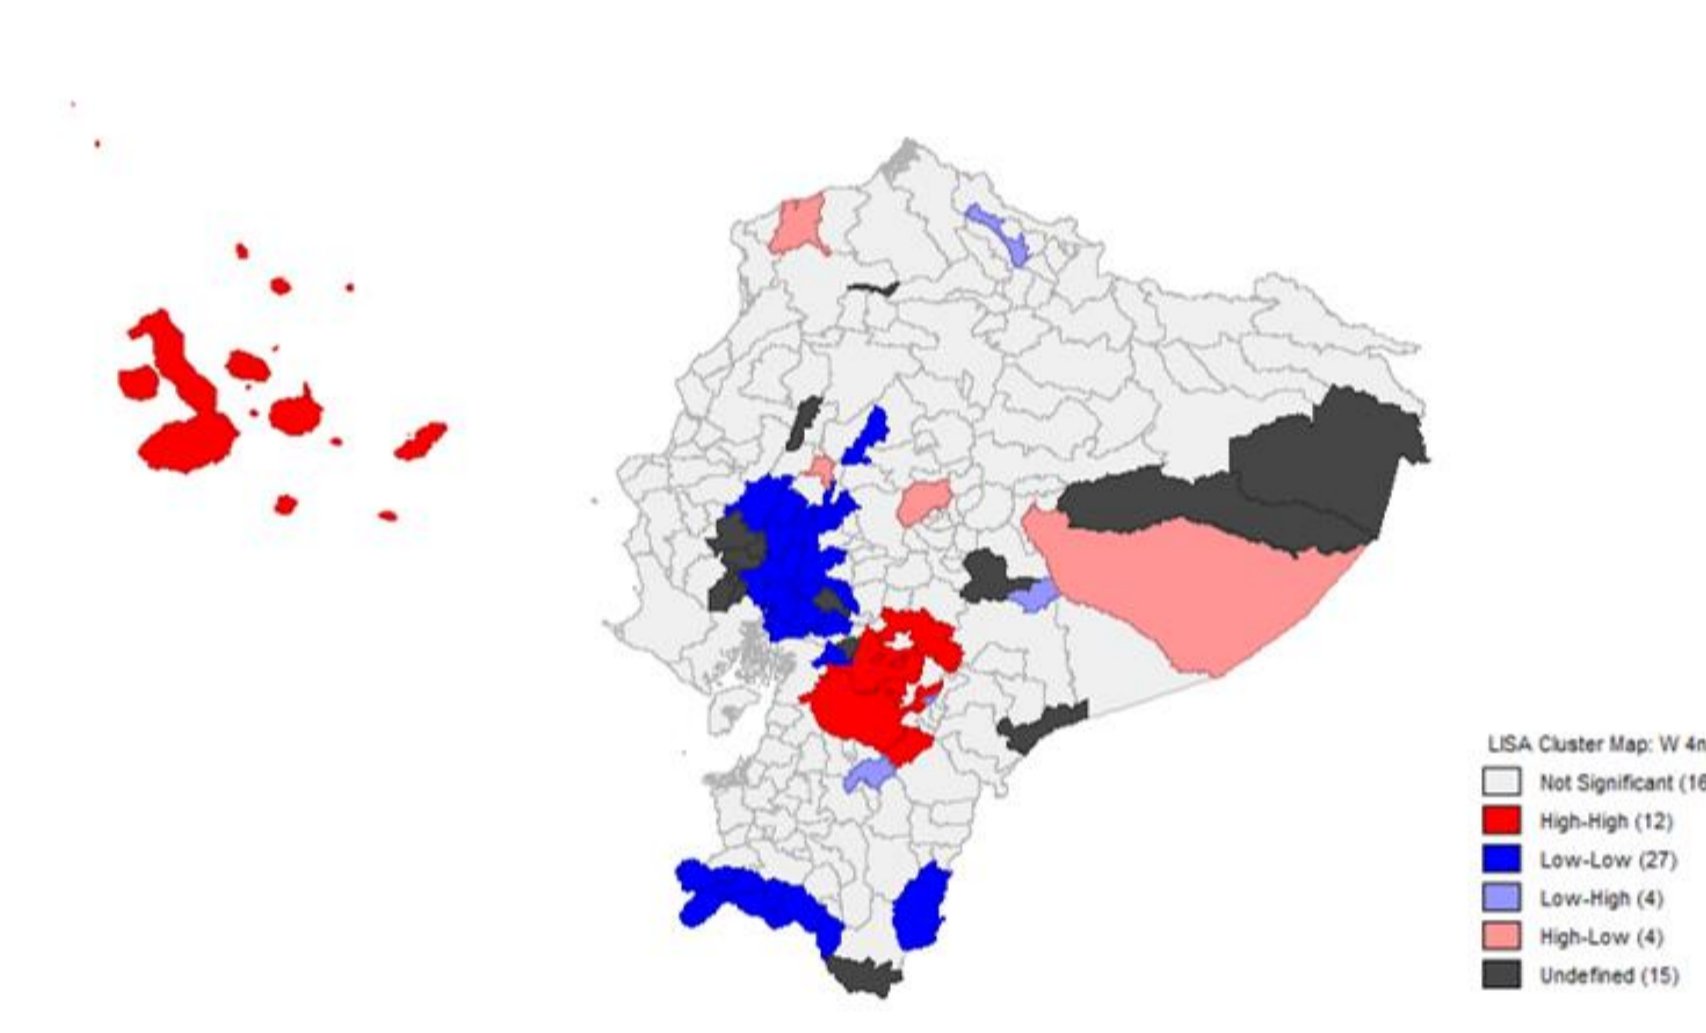 LISA Cluster Map: W 4n
Not Significant (16
High-High (12)
Low-Low (27)
Low-High (4)
High-Low (4)
Undefined (15)